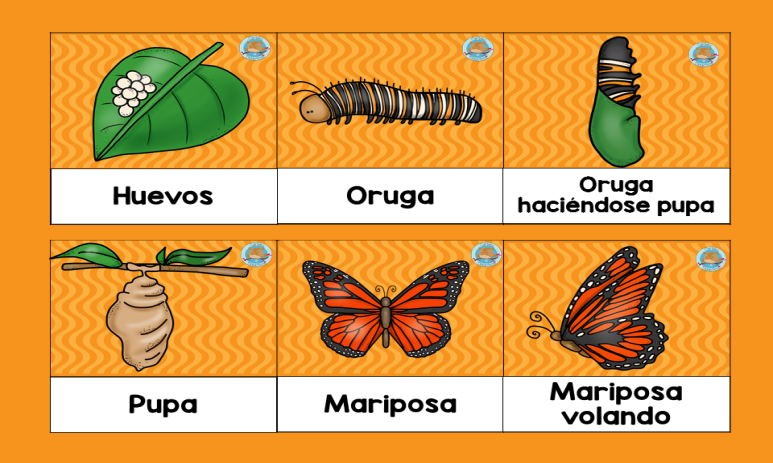 Huevos
Oruga
Oruga
haciéndose pupa
Pupa
Mariposa
Mariposa
volando